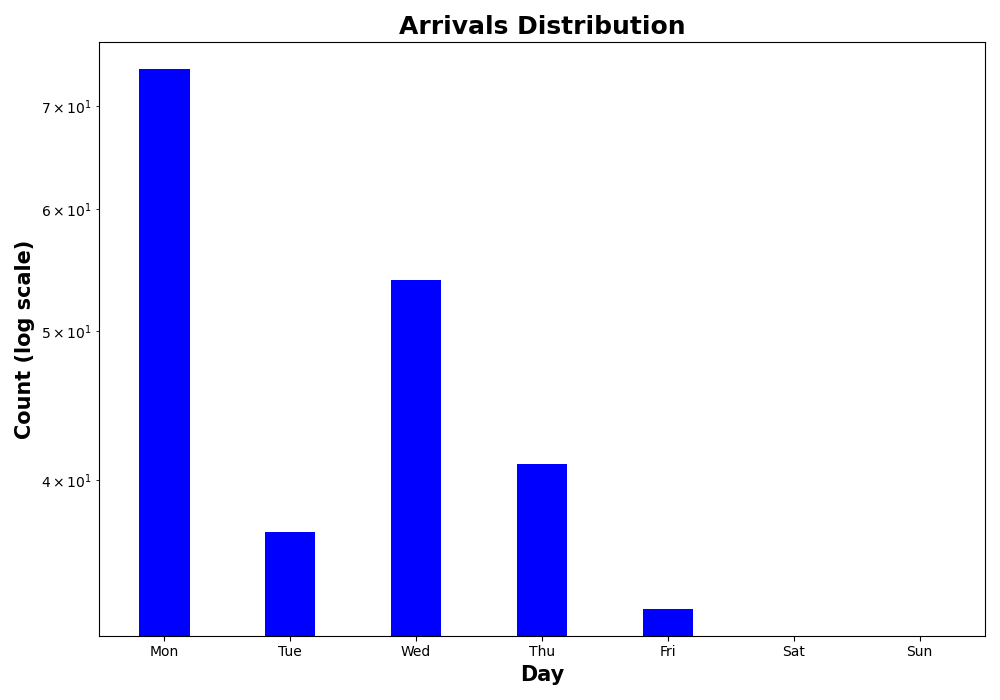 Arrivals Distribution
Count (log scale)
7 × 10¹
6 × 10¹
5 × 10¹
4 × 10¹
Mon Tue Wed Thu Fri Sat Sun
Day